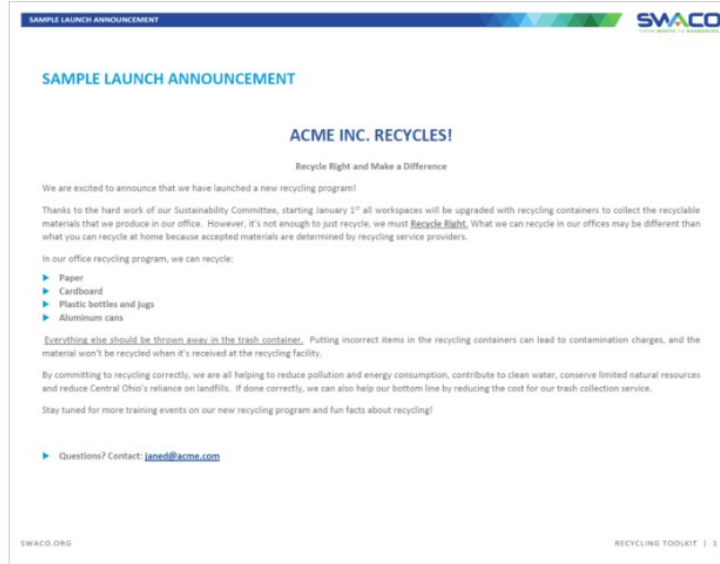 SAMPLE LAUNCH ANNOUNCEMENT
SWACO
FROM WASTE TO RESOURCES
SAMPLE LAUNCH ANNOUNCEMENT
ACME INC. RECYCLES!
Recycle Right and Make a Difference
We are excited to announce that we have launched a new recycling program!
Thanks to the hard work of our Sustainability Committee, starting January 1st all workspaces will be upgraded with recycling containers to collect the recyclable
materials that we produce in our office. However, it's not enough to just recycle, we must Recycle Right. What we can recycle in our offices may be different than
what you can recycle at home because accepted materials are determined by recycling service providers.
In our office recycling program, we can recycle:
▶ Paper
▶ Cardboard
▶ Plastic bottles and jugs
▶ Aluminum cans
Everything else should be thrown away in the trash container. Putting incorrect items in the recycling containers can lead to contamination charges, and the
material won't be recycled when it's received at the recycling facility.
By committing to recycling correctly, we are all helping to reduce pollution and energy consumption, contribute to clean water, conserve limited natural resources
and reduce Central Ohio's reliance on landfills. If done correctly, we can also help our bottom line by reducing the cost for our trash collection service.
Stay tuned for more training events on our new recycling program and fun facts about recycling!
▶ Questions? Contact: janed@acme.com
SWACO.ORG
RECYCLING TOOLKIT | 1